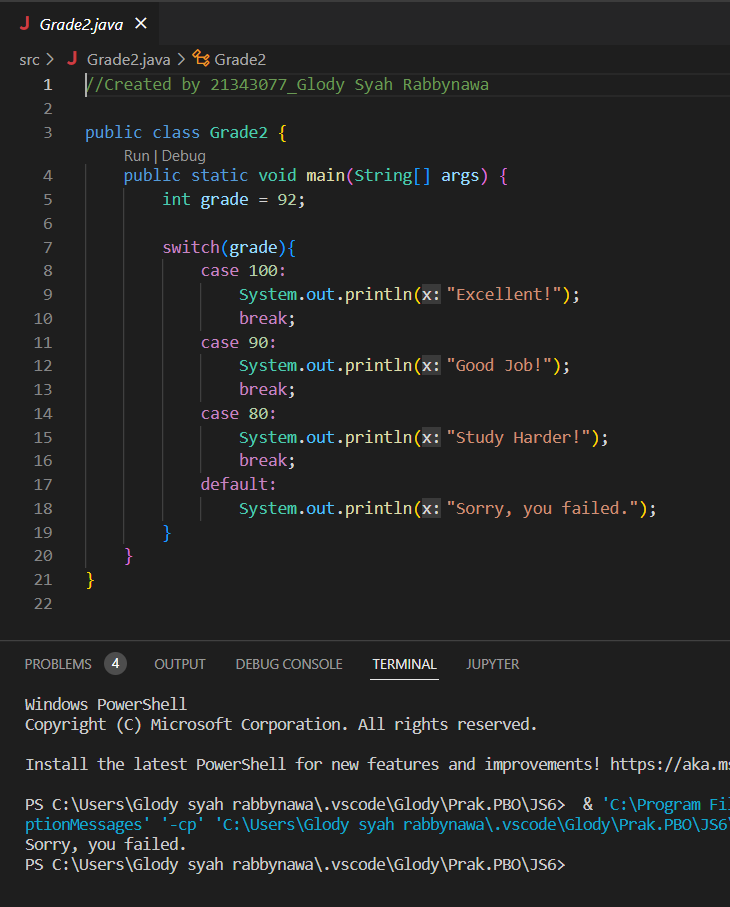 J Grade2.java ×
src > J Grade2.java > Grade2
1 //Created by 21343077_Glody Syah Rabbynawa
2
3 public class Grade2 {
Run | Debug
4 public static void main(String[] args) {
5 int grade = 92;
6
7 switch(grade){
8 case 100:
9 System.out.println(x: "Excellent!");
10 break;
11 case 90:
12 System.out.println(x: "Good Job!");
13 break;
14 case 80:
15 System.out.println(x: "Study Harder!");
16 break;
17 default:
18 System.out.println(x: "Sorry, you failed.");
19 }
20 }
21 }
22
PROBLEMS 4 OUTPUT DEBUG CONSOLE TERMINAL JUPYTER
Windows PowerShell
Copyright (C) Microsoft Corporation. All rights reserved.
Install the latest PowerShell for new features and improvements! https://aka.m
PS C:\Users\Glody syah rabbynawa\.vscode\Glody\Prak.PBO\JS6> & 'C:\Program Fil
ptionMessages' '-cp' 'C:\Users\Glody syah rabbynawa\.vscode\Glody\Prak.PBO\JS6\
Sorry, you failed.
PS C:\Users\Glody syah rabbynawa\.vscode\Glody\Prak.PBO\JS6>